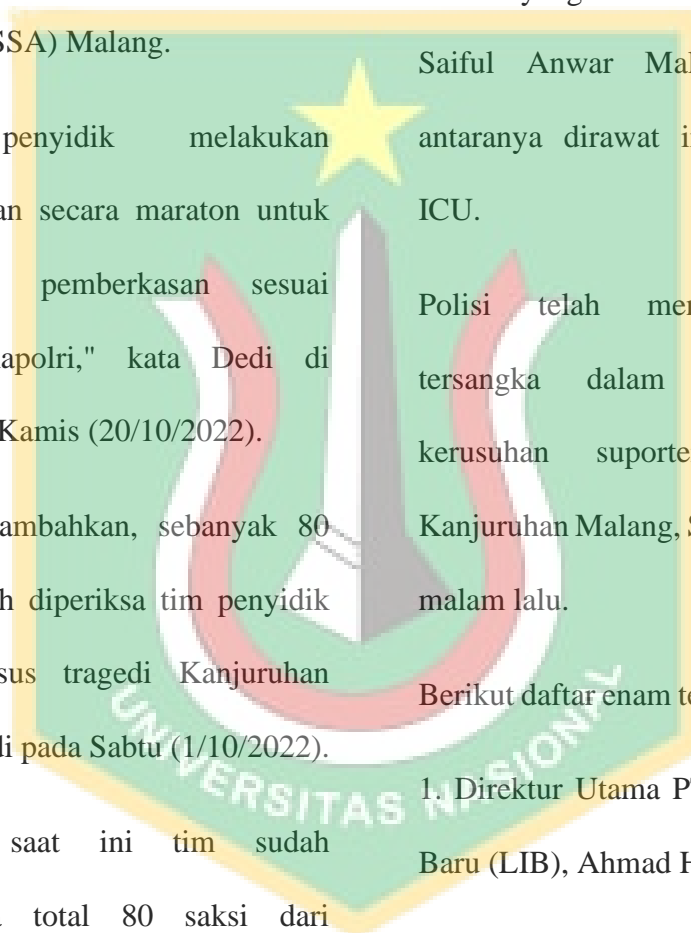 SSA) Malang.
penyidik melakukan
an secara maraton untuk
pemberkasan sesuai
apolri," kata Dedi di
Kamis (20/10/2022).
ambahkan, sebanyak 80
h diperiksa tim penyidik
sus tragedi Kanjuruhan
di pada Sabtu (1/10/2022).
saat ini tim sudah
total 80 saksi dari
Saiful Anwar Mal
antaranya dirawat i
ICU.
Polisi telah mer
tersangka dalam
kerusuhan suporte
Kanjuruhan Malang, S
malam lalu.
Berikut daftar enam te
1. Direktur Utama P
Baru (LIB), Ahmad H
UNIVERSITAS NASIONAL